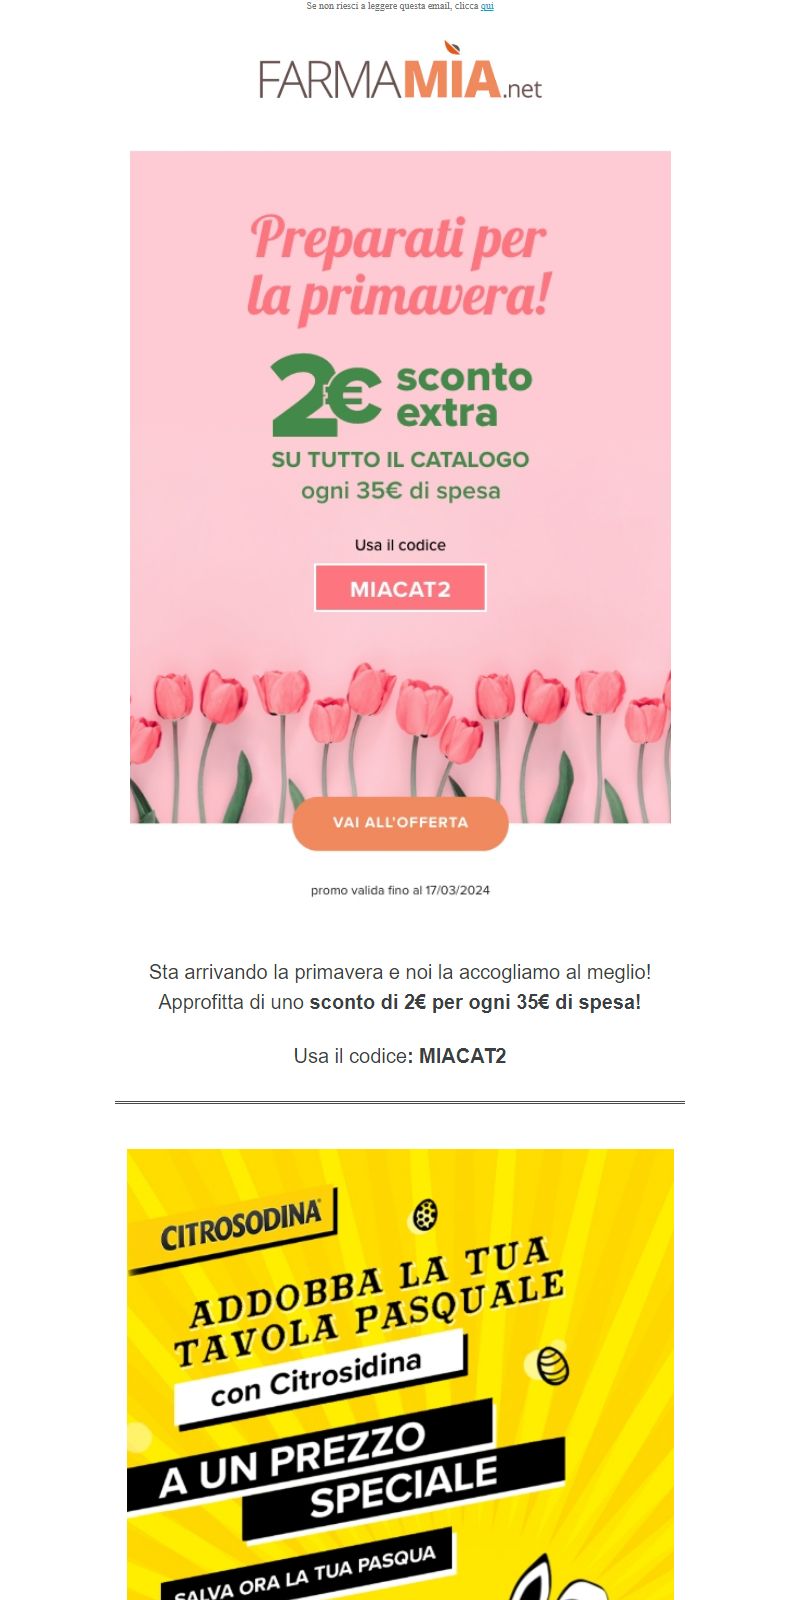 Se non riesci a leggere questa email, clicca qui
FARMAMÌA.net
Preparati per
la primavera!
2€ sconto
extra
SU TUTTO IL CATALOGO
ogni 35€ di spesa
Usa il codice
MIACAT2
VAI ALL'OFFERTA
promo valida fino al 17/03/2024
Sta arrivando la primavera e noi la accogliamo al meglio!
Approfitta di uno sconto di 2€ per ogni 35€ di spesa!
Usa il codice: MIACAT2
CITROSODINA®
ADDOBBA LA TUA
TAVOLA PASQUALE
con Citrosidina
A UN PREZZO
SPECIALE
SALVA ORA LA TUA PASQUA